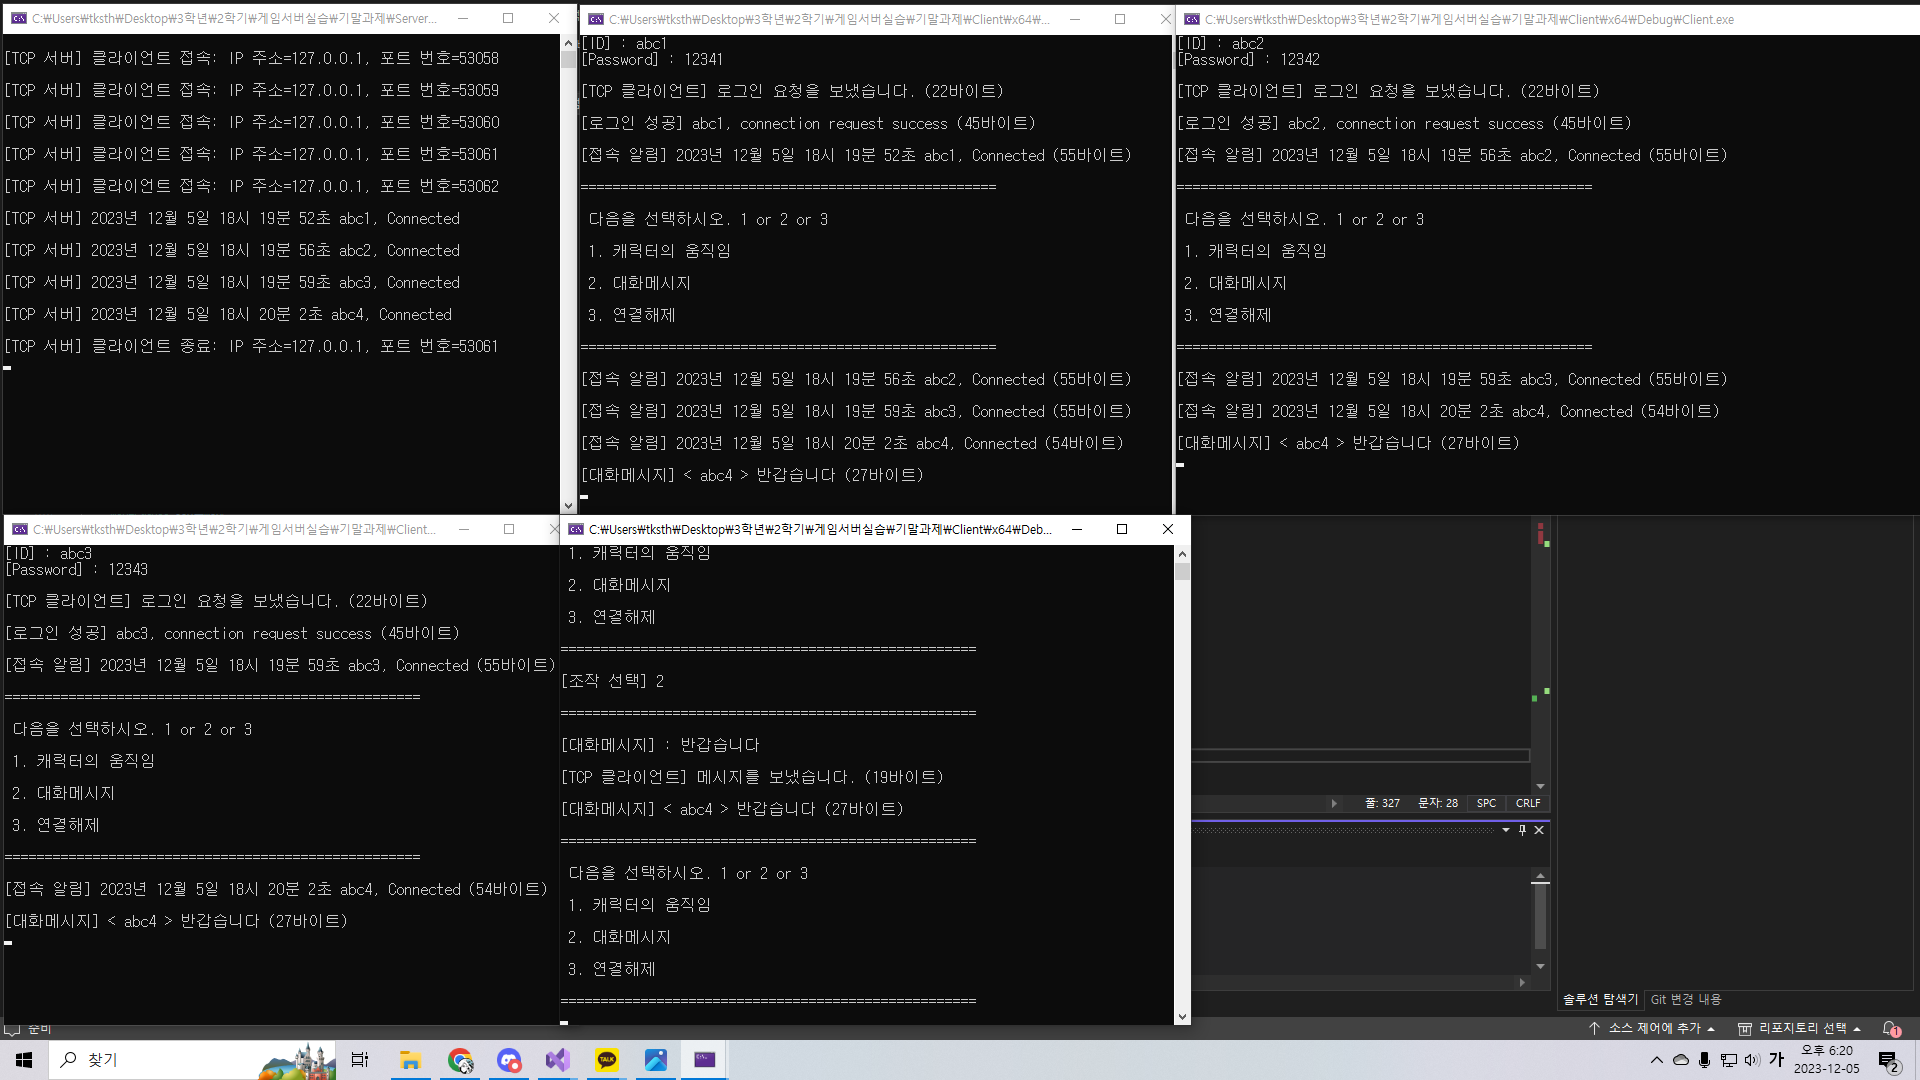 C:\Users\tksth\Desktop\3학년\2학기\게임서버실습\기말과제\Server...
[TCP 서버] 클라이언트 접속: IP 주소=127.0.0.1, 포트 번호=53058
[TCP 서버] 클라이언트 접속: IP 주소=127.0.0.1, 포트 번호=53059
[TCP 서버] 클라이언트 접속: IP 주소=127.0.0.1, 포트 번호=53060
[TCP 서버] 클라이언트 접속: IP 주소=127.0.0.1, 포트 번호=53061
[TCP 서버] 클라이언트 접속: IP 주소=127.0.0.1, 포트 번호=53062
[TCP 서버] 2023년 12월 5일 18시 19분 52초 abc1, Connected
[TCP 서버] 2023년 12월 5일 18시 19분 56초 abc2, Connected
[TCP 서버] 2023년 12월 5일 18시 19분 59초 abc3, Connected
[TCP 서버] 2023년 12월 5일 18시 20분 2초 abc4, Connected
[TCP 서버] 클라이언트 종료: IP 주소=127.0.0.1, 포트 번호=53061
C:\Users\tksth\Desktop\3학년\2학기\게임서버실습\기말과제\Client\x64\...
[ID] : abc1
[Password] : 12341
[TCP 클라이언트] 로그인 요청을 보냈습니다. (22바이트)
[로그인 성공] abc1, connection request success (45바이트)
[접속 알림] 2023년 12월 5일 18시 19분 52초 abc1, Connected (55바이트)
====================================================
다음을 선택하시오. 1 or 2 or 3
1. 캐릭터의 움직임
2. 대화메시지
3. 연결해제
====================================================
[접속 알림] 2023년 12월 5일 18시 19분 56초 abc2, Connected (55바이트)
[접속 알림] 2023년 12월 5일 18시 19분 59초 abc3, Connected (55바이트)
[접속 알림] 2023년 12월 5일 18시 20분 2초 abc4, Connected (54바이트)
[대화메시지] < abc4 > 반갑습니다 (27바이트)
C:\Users\tksth\Desktop\3학년\2학기\게임서버실습\기말과제\Client\x64\Debug\Client.exe
[ID] : abc2
[Password] : 12342
[TCP 클라이언트] 로그인 요청을 보냈습니다. (22바이트)
[로그인 성공] abc2, connection request success (45바이트)
[접속 알림] 2023년 12월 5일 18시 19분 56초 abc2, Connected (55바이트)
====================================================
다음을 선택하시오. 1 or 2 or 3
1. 캐릭터의 움직임
2. 대화메시지
3. 연결해제
====================================================
[접속 알림] 2023년 12월 5일 18시 19분 59초 abc3, Connected (55바이트)
[접속 알림] 2023년 12월 5일 18시 20분 2초 abc4, Connected (54바이트)
[대화메시지] < abc4 > 반갑습니다 (27바이트)
C:\Users\tksth\Desktop\3학년\2학기\게임서버실습\기말과제\Client...
[ID] : abc3
[Password] : 12343
[TCP 클라이언트] 로그인 요청을 보냈습니다. (22바이트)
[로그인 성공] abc3, connection request success (45바이트)
[접속 알림] 2023년 12월 5일 18시 19분 59초 abc3, Connected (55바이트)
====================================================
다음을 선택하시오. 1 or 2 or 3
1. 캐릭터의 움직임
2. 대화메시지
3. 연결해제
====================================================
[접속 알림] 2023년 12월 5일 18시 20분 2초 abc4, Connected (54바이트)
[대화메시지] < abc4 > 반갑습니다 (27바이트)
C:\Users\tksth\Desktop\3학년\2학기\게임서버실습\기말과제\Client\x64\Deb...
1. 캐릭터의 움직임
2. 대화메시지
3. 연결해제
====================================================
[조작 선택] 2
====================================================
[대화메시지] : 반갑습니다
[TCP 클라이언트] 메시지를 보냈습니다. (19바이트)
[대화메시지] < abc4 > 반갑습니다 (27바이트)
====================================================
다음을 선택하시오. 1 or 2 or 3
1. 캐릭터의 움직임
2. 대화메시지
3. 연결해제
====================================================
줄: 327 문자: 28 SPC CRLF
솔루션 탐색기 Git 변경 내용
준비
소스 제어에 추가 리포지토리 선택 1
찾기
TALK
가
오후 6:20
2023-12-05
2